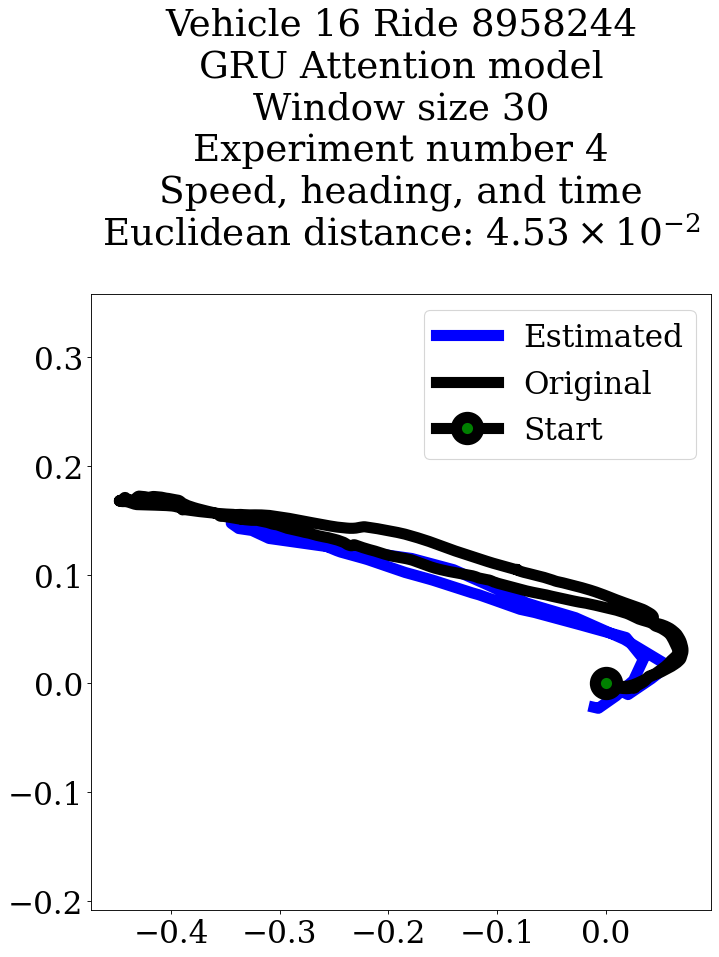 Vehicle 16 Ride 8958244
GRU Attention model
Window size 30
Experiment number 4
Speed, heading, and time
Euclidean distance: 4.53 × 10⁻²
Estimated
Original
Start
0.3
0.2
0.1
0.0
−0.1
−0.2
−0.4 −0.3 −0.2 −0.1 0.0